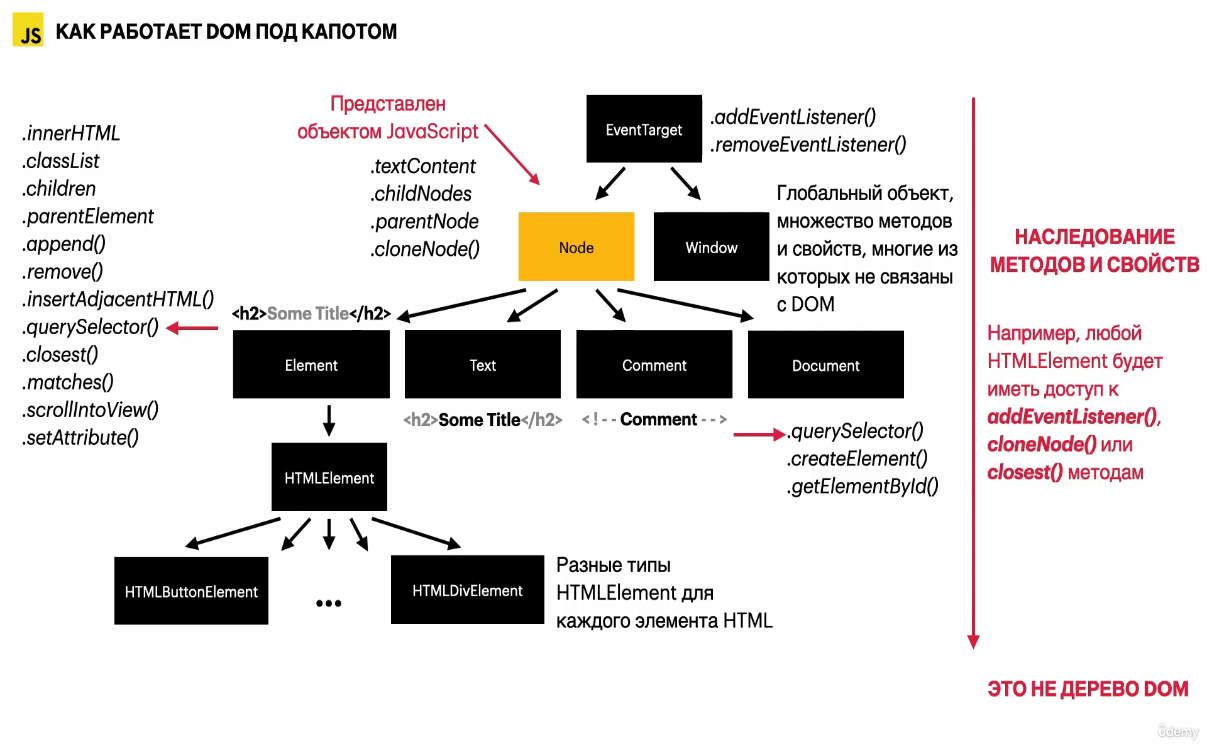 JS
КАК РАБОТАЕТ DOM ПОД КАПОТОМ
.innerHTML
.classList
.children
.parentElement
.append()
.remove()
.insertAdjacentHTML()
.querySelector()
.closest()
.matches()
.scrollIntoView()
.setAttribute()
Представлен
объектом JavaScript
.textContent
.childNodes
.parentNode
.cloneNode()
EventTarget
.addEventListener()
.removeEventListener()
Node
Window
Глобальный объект,
множество методов
и свойств, многие из
которых не связаны
с DOM
<h2>Some Title</h2>
Element
Text
Comment
Document
<h2>Some Title</h2>
<!--Comment-->
.querySelector()
.createElement()
.getElementById()
HTMLElement
HTMLButtonElement
...
HTMLDivElement
Разные типы
HTMLElement для
каждого элемента HTML
НАСЛЕДОВАНИЕ
МЕТОДОВ И СВОЙСТВ
Например, любой
HTMLElement будет
иметь доступ к
addEventListener(),
cloneNode() или
closest() методам
ЭТО НЕ ДЕРЕВО DOM
ûdemy